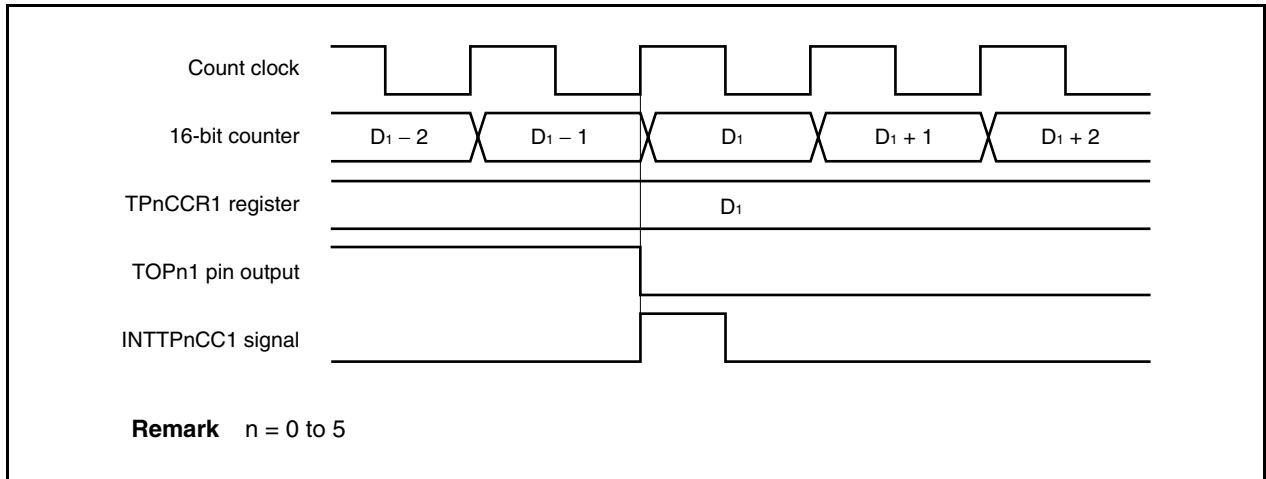 Count clock
16-bit counter
D₁ − 2
D₁ − 1
D₁
D₁ + 1
D₁ + 2
TPnCCR1 register
D₁
TOPn1 pin output
INTTPnCC1 signal
Remark n = 0 to 5